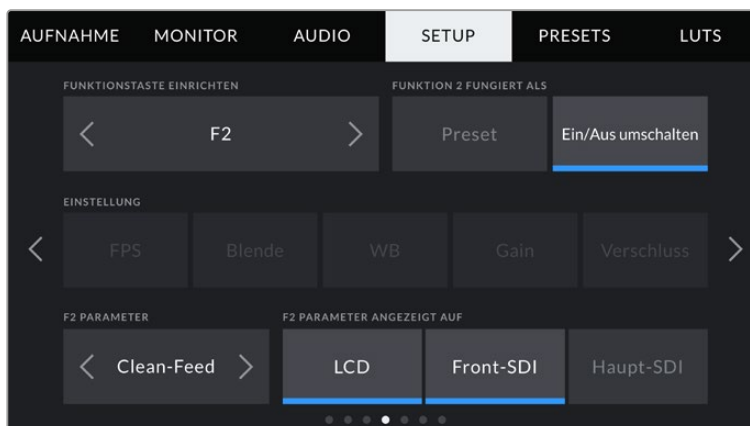 AUFNAHME MONITOR AUDIO SETUP PRESETS LUTS
FUNKTIONSTASTE EINRICHTEN FUNKTION 2 FUNGIERT ALS
F2 Preset Ein/Aus umschalten
EINSTELLUNG
FPS Blende WB Gain Verschluss
F2 PARAMETER F2 PARAMETER ANGEZEIGT AUF
Clean-Feed LCD Front-SDI Haupt-SDI